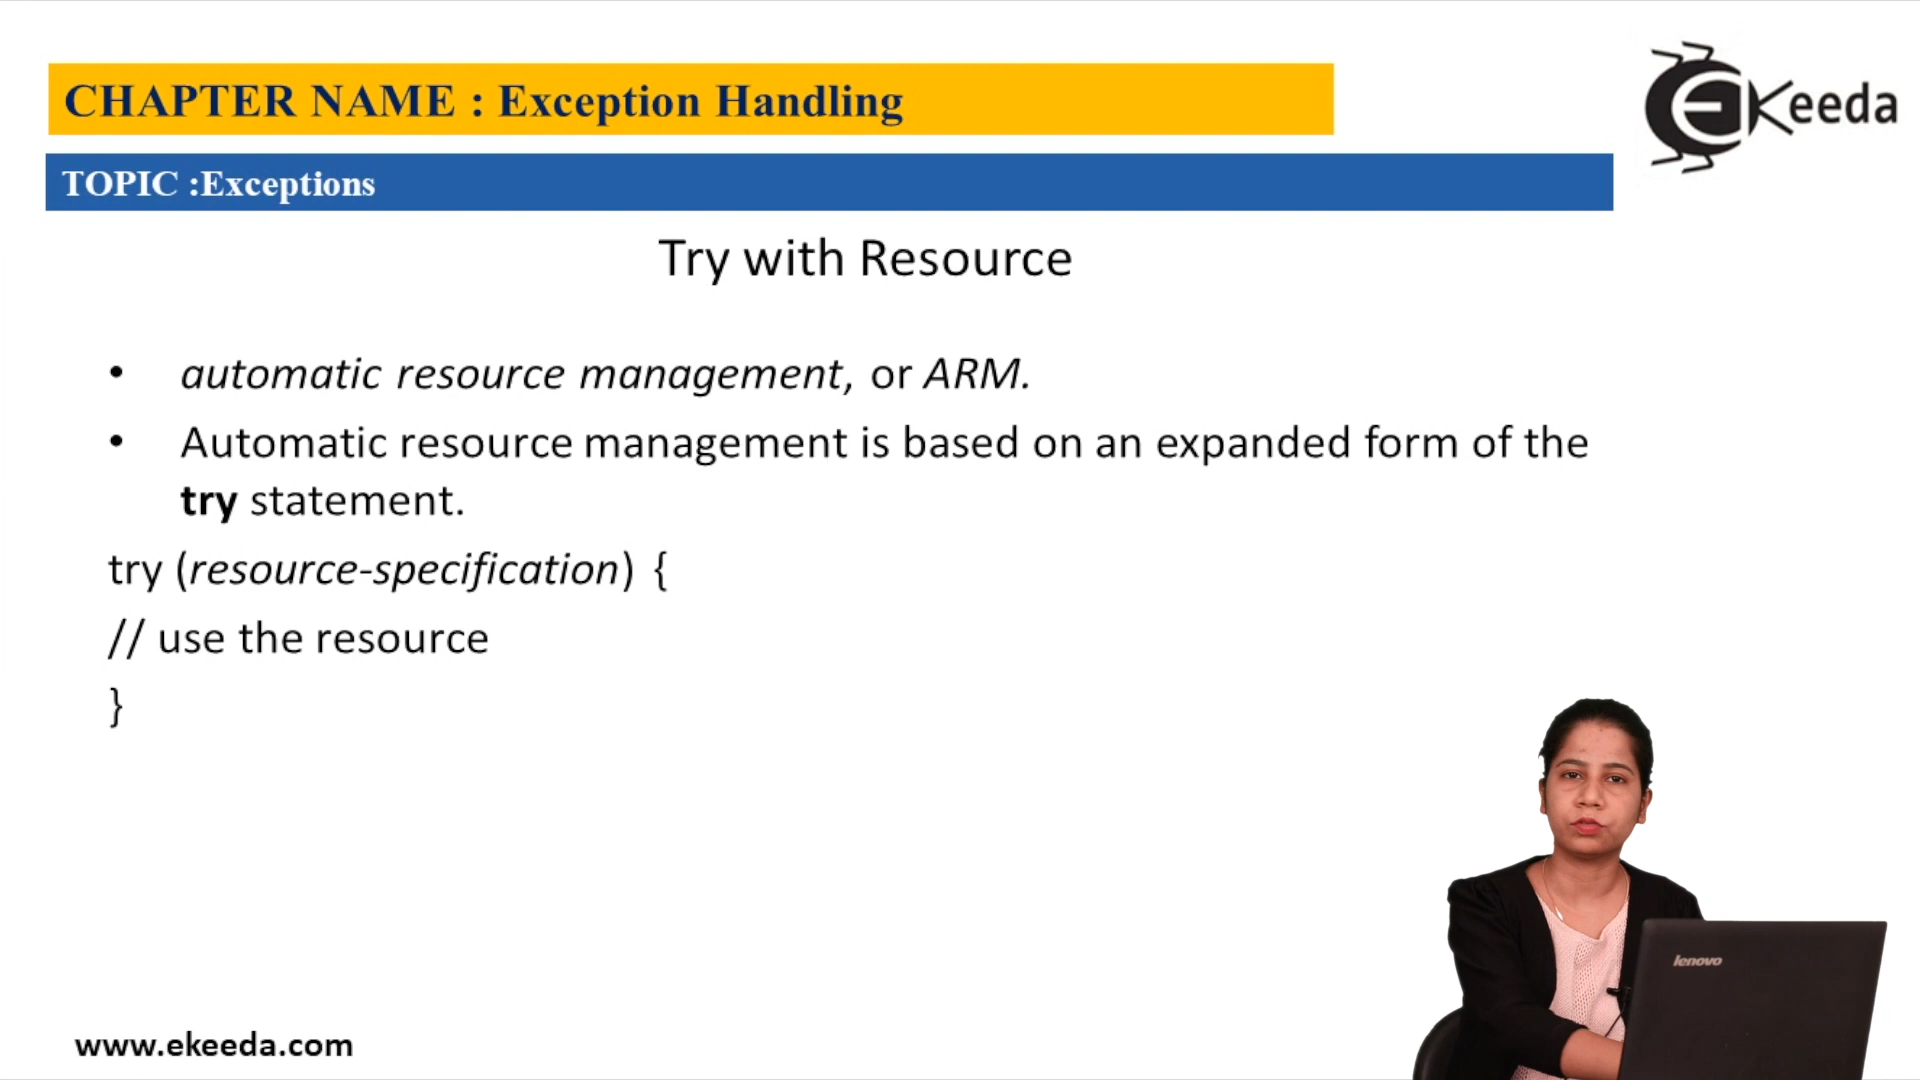 CHAPTER NAME : Exception Handling
EKeeda
TOPIC :Exceptions
Try with Resource
• automatic resource management, or ARM.
• Automatic resource management is based on an expanded form of the
try statement.
try (resource-specification) {
// use the resource
}
lenovo
www.ekeeda.com